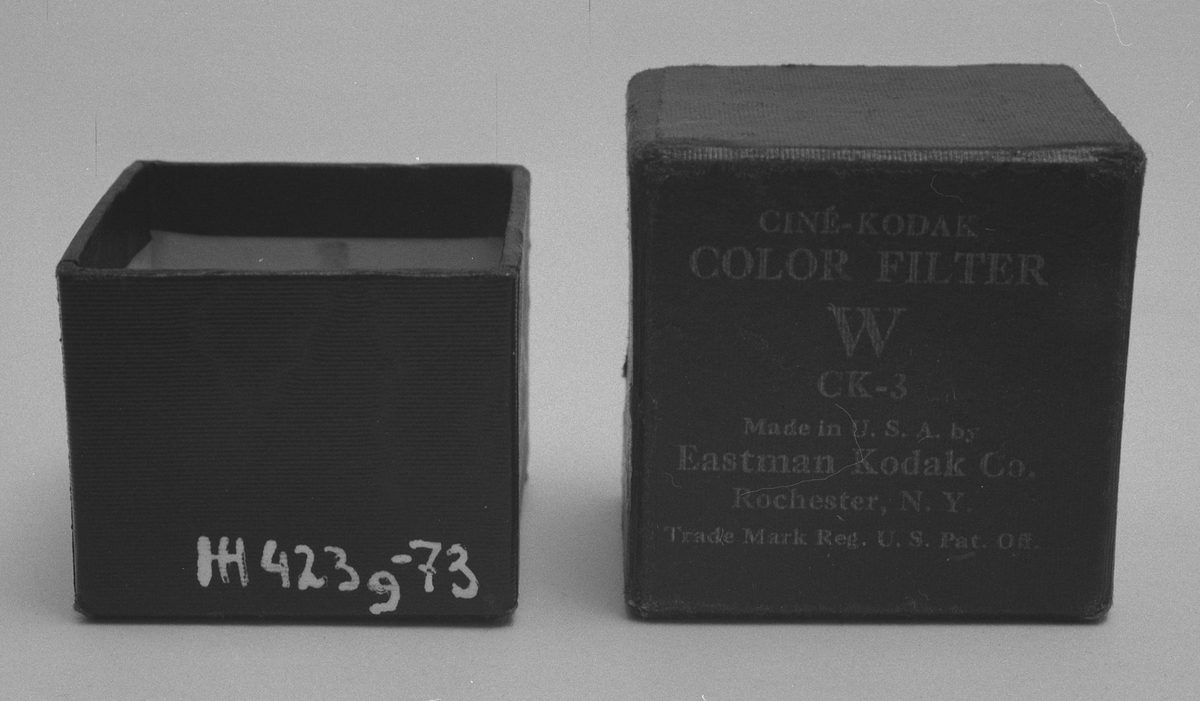 IH 423g-73
CINÉ-KODAK
COLOR FILTER
W
CK-3
Made in U. S. A. by
Eastman Kodak Co.
Rochester, N. Y.
Trade Mark Reg. U. S. Pat. Off.